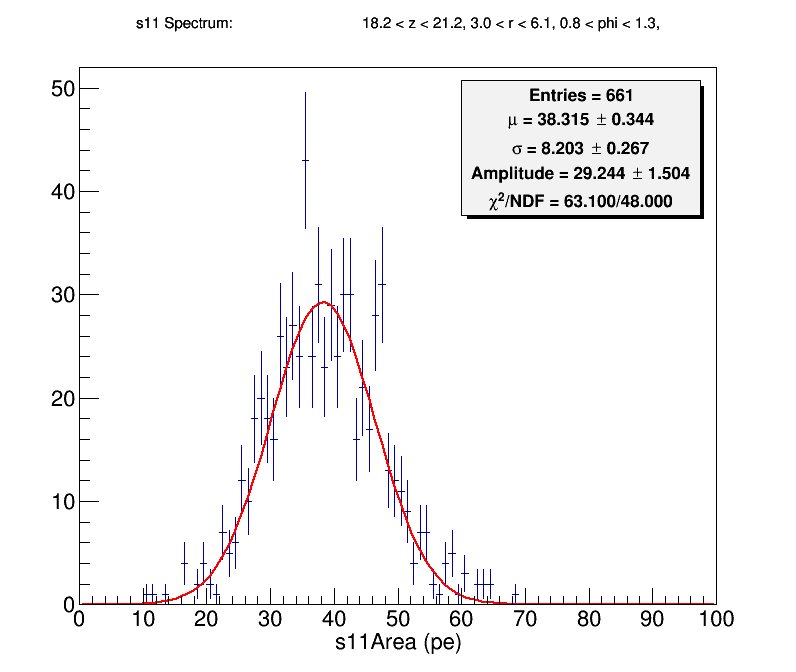 s11 Spectrum: 18.2 < z < 21.2, 3.0 < r < 6.1, 0.8 < phi < 1.3,
Entries = 661
μ = 38.315 ± 0.344
σ = 8.203 ± 0.267
Amplitude = 29.244 ± 1.504
χ²/NDF = 63.100/48.000
50
40
30
20
10
0
0 10 20 30 40 50 60 70 80 90 100
s11Area (pe)